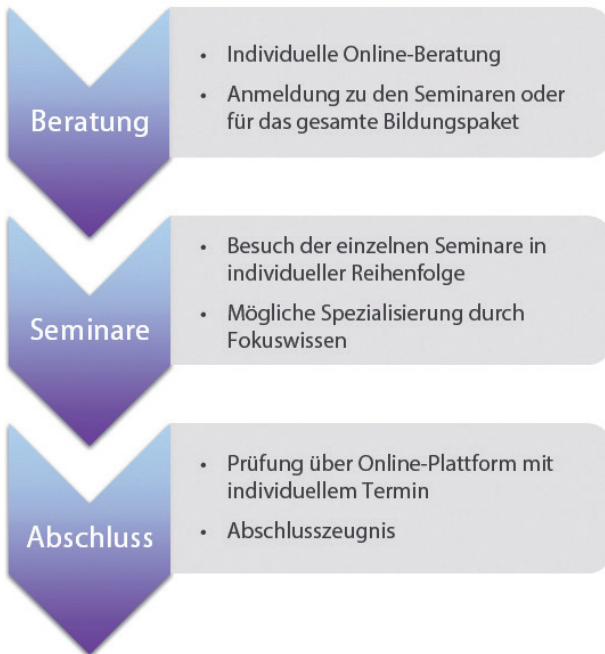 Beratung
• Individuelle Online-Beratung
• Anmeldung zu den Seminaren oder
für das gesamte Bildungspaket
Seminare
• Besuch der einzelnen Seminare in
individueller Reihenfolge
• Mögliche Spezialisierung durch
Fokuswissen
Abschluss
• Prüfung über Online-Plattform mit
individuellem Termin
• Abschlusszeugnis